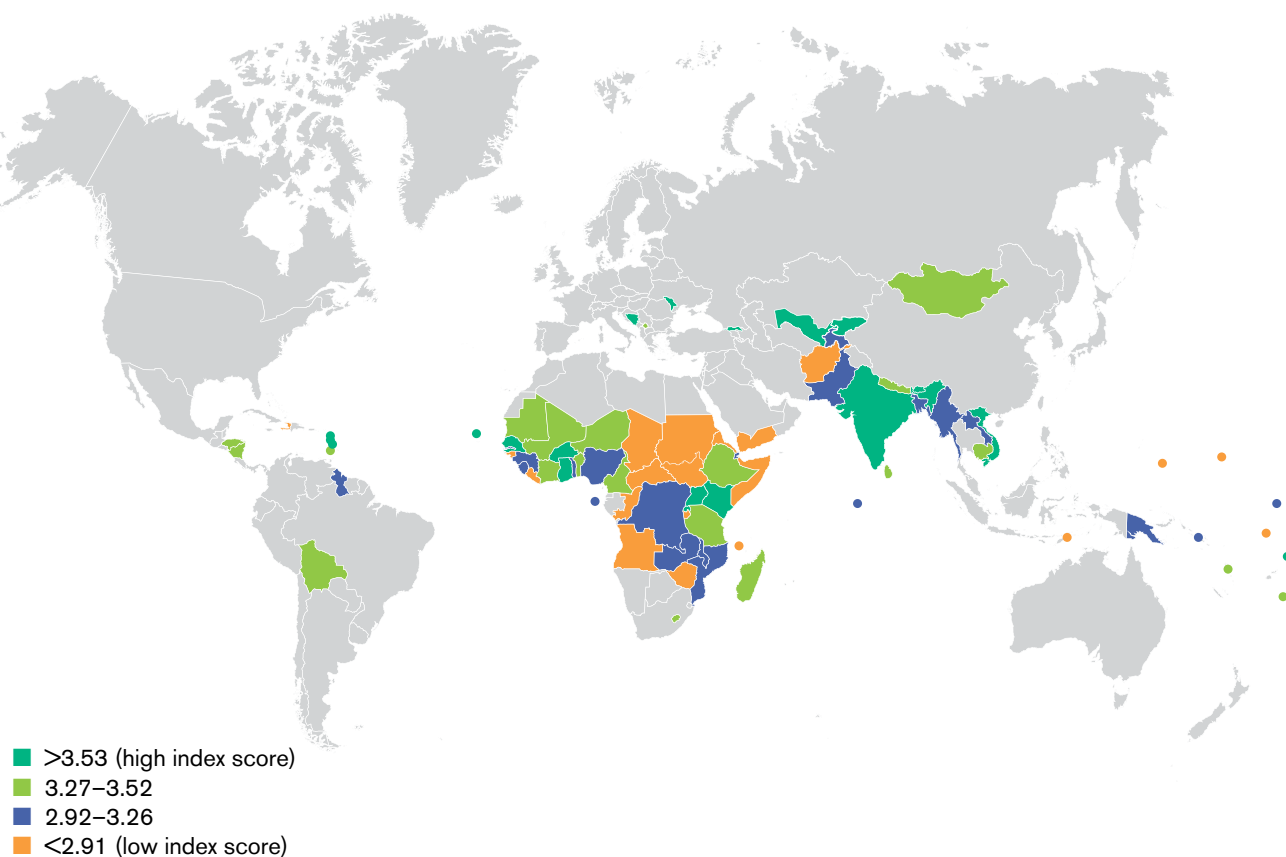 >3.53 (high index score)
3.27–3.52
2.92–3.26
<2.91 (low index score)